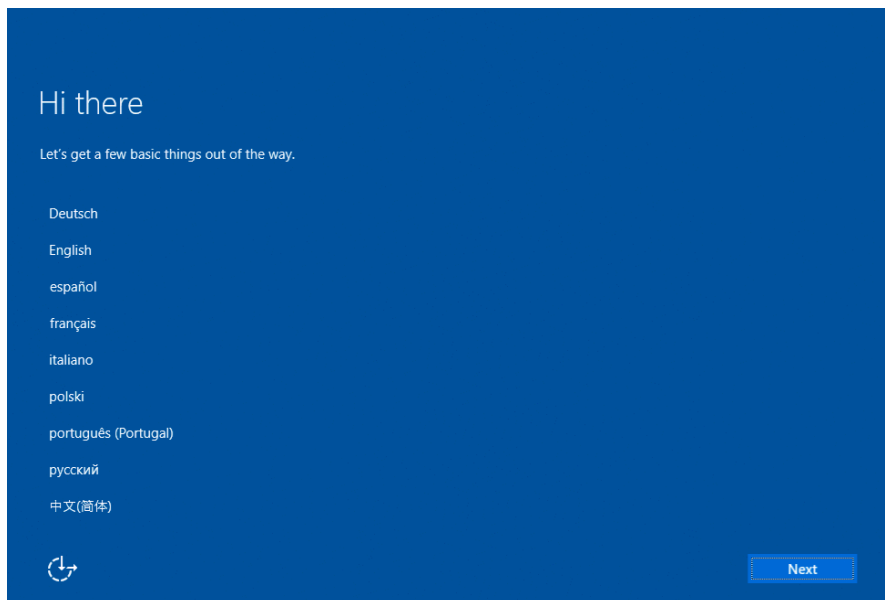 Hi there
Let's get a few basic things out of the way.
Deutsch
English
español
français
italiano
polski
português (Portugal)
русский
中文(简体)
Next